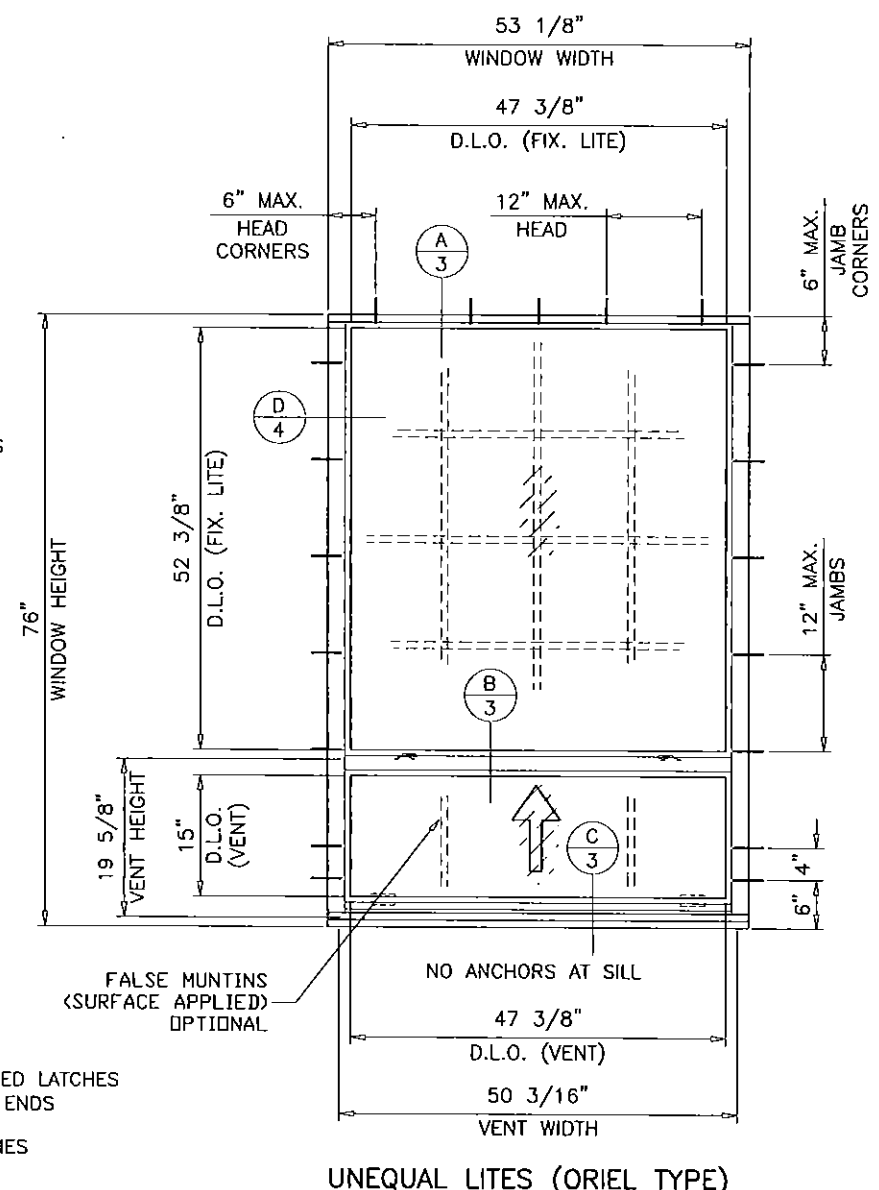 53 1/8"
WINDOW WIDTH
47 3/8"
D.L.O. (FIX. LITE)
6" MAX.
HEAD
CORNERS
12" MAX.
HEAD
6" MAX.
JAMB
CORNERS
A
3
D
4
S
76"
WINDOW HEIGHT
52 3/8"
D.L.O. (FIX. LITE)
12" MAX.
JAMBS
B
3
19 5/8"
VENT HEIGHT
15"
D.L.O.
(VENT)
C
3
4"
6"
FALSE MUNTINS
(SURFACE APPLIED)
OPTIONAL
NO ANCHORS AT SILL
47 3/8"
D.L.O. (VENT)
ED LATCHES
ENDS
50 3/16"
VENT WIDTH
UNEQUAL LITES (ORIEL TYPE)